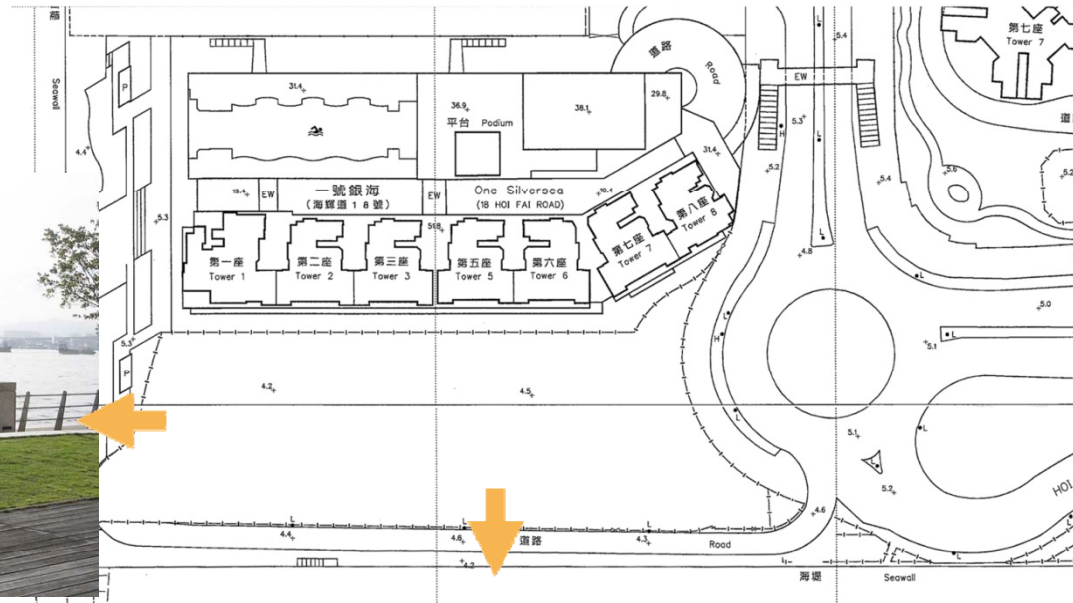 Seawall
P
4.4
5.3
5.3
P
31.4
36.9
38.1
29.8
平台 Podium
道路
Road
31.4
EW
一號銀海
(海輝道18號)
EW
One Silversea
(18 HOI FAI ROAD)
第一座
Tower 1
第二座
Tower 2
第三座
Tower 3
第五座
Tower 5
第六座
Tower 6
第七座
Tower 7
第八座
Tower 8
4.2
4.5
L
5.4
EW
5.3
H
L
5.2
5.4
L
4.8
L
第七座
Tower 7
道
5.6
5.2
5.0
L
H
L
5.1
L
L
5.1
L
5.2
HOI
L
L
4.6
L
4.4
L
4.6
道路
L
4.3
Road
4.2
海堤
Seawall